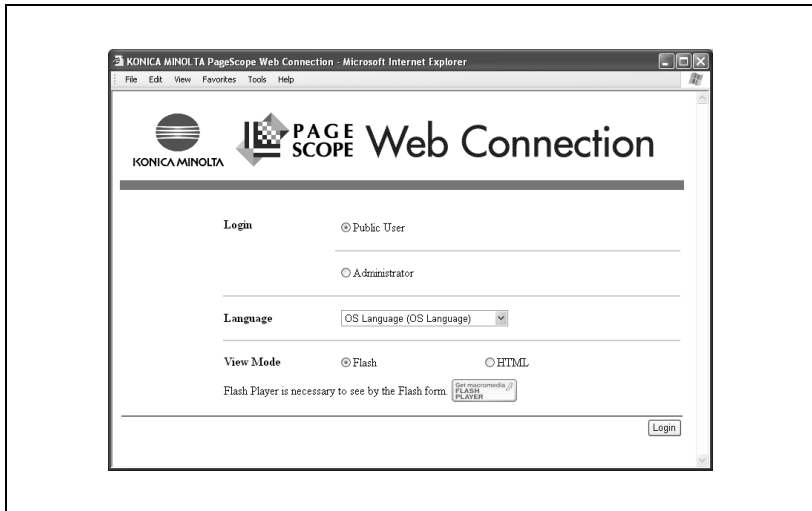 KONICA MINOLTA PageScope Web Connection - Microsoft Internet Explorer
File Edit View Favorites Tools Help
KONICA MINOLTA
PAGE SCOPE Web Connection
Login
Public User
Administrator
Language
OS Language (OS Language)
View Mode
Flash
HTML
Flash Player is necessary to see by the Flash form.
Get macromedia
FLASH
PLAYER
Login